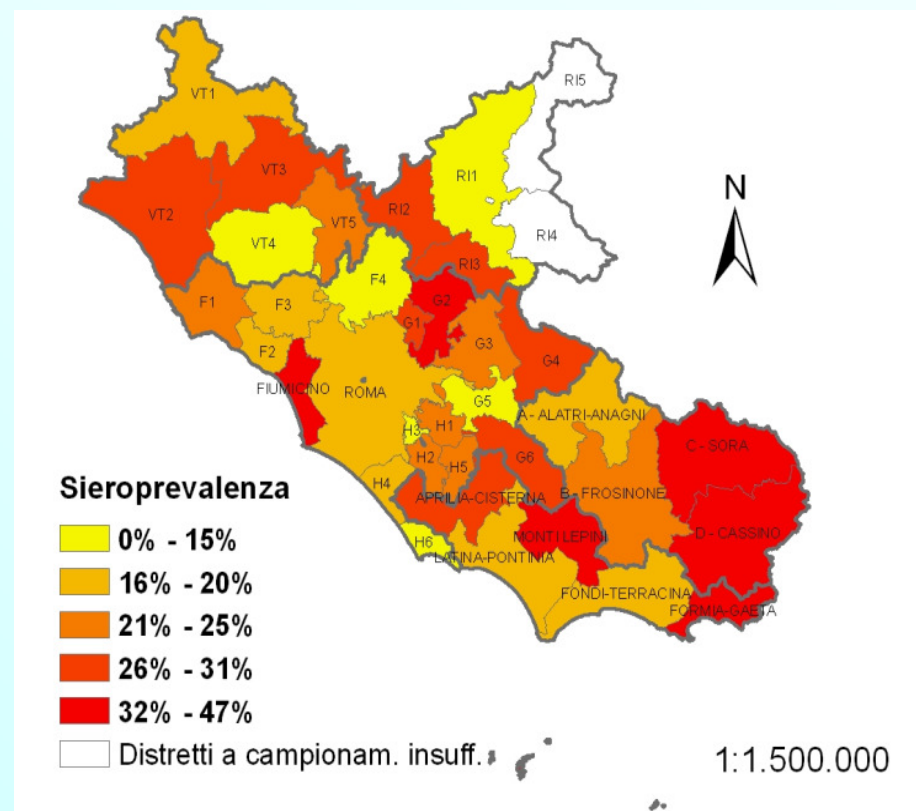 VT1
RI5
VT3
RI1
VT2
RI2
VT5
RI4
VT4
RI3
F4
F1
F3
G2
G1
G3
G4
F2
FIUMICINO
ROMA
G5
A - ALATRI-ANAGNI
H3
H1
C - SORA
H2
H5
G6
H4
APRILIA-CISTERNA
B - FROSINONE
D - CASSINO
MONTI LEPINI
H6
LATINA-PONTINIA
FONDI-TERRACINA
FORMIA-GAETA
N
Sieroprevalenza
0% - 15%
16% - 20%
21% - 25%
26% - 31%
32% - 47%
Distretti a campionam. insuff.
1:1.500.000